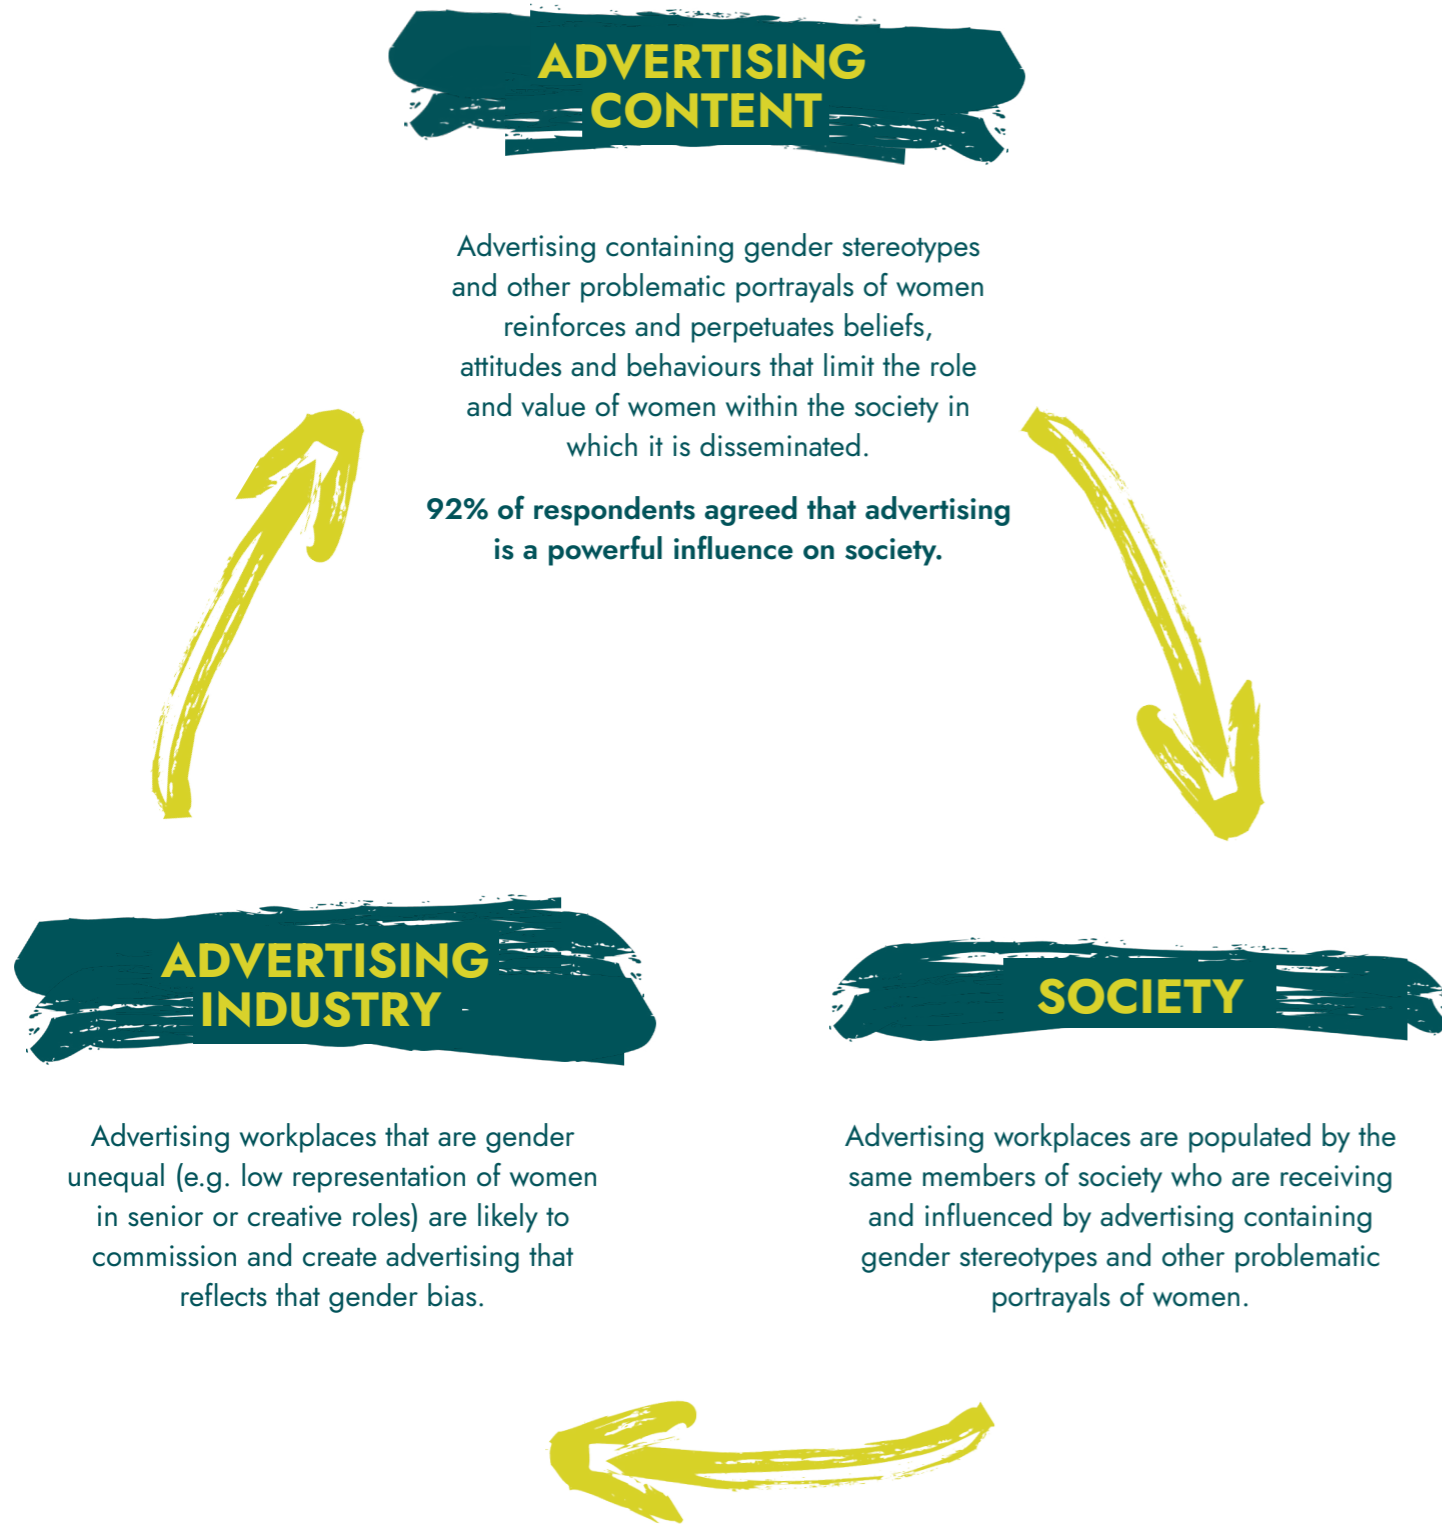 ADVERTISING
CONTENT
Advertising containing gender stereotypes
and other problematic portrayals of women
reinforces and perpetuates beliefs,
attitudes and behaviours that limit the role
and value of women within the society in
which it is disseminated.
92% of respondents agreed that advertising
is a powerful influence on society.
ADVERTISING
INDUSTRY
Advertising workplaces that are gender
unequal (e.g. low representation of women
in senior or creative roles) are likely to
commission and create advertising that
reflects that gender bias.
SOCIETY
Advertising workplaces are populated by the
same members of society who are receiving
and influenced by advertising containing
gender stereotypes and other problematic
portrayals of women.